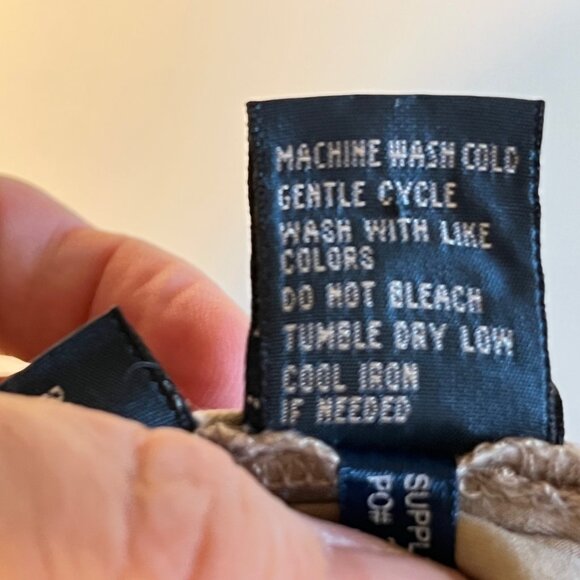 MACHINE WASH COLD
GENTLE CYCLE
WASH WITH LIKE
COLORS
DO NOT BLEACH
TUMBLE DRY LOW
COOL IRON
IF NEEDED
SUPPL
PO#